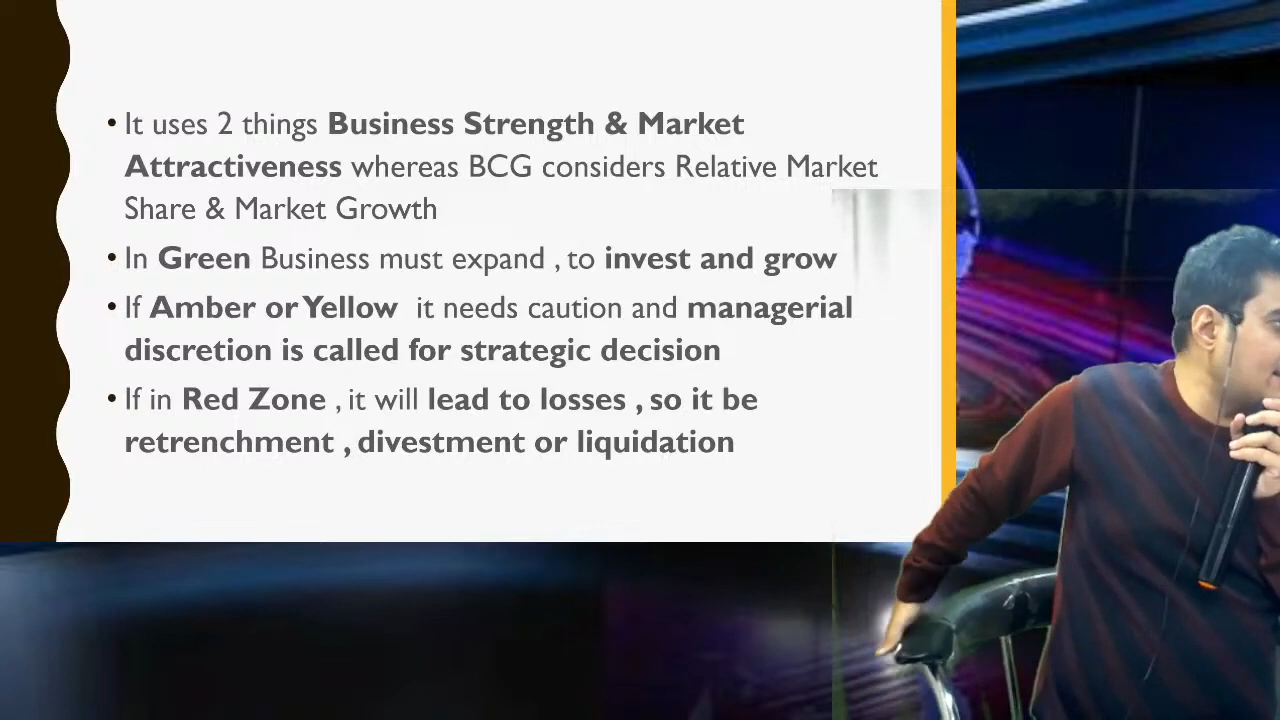 • It uses 2 things Business Strength & Market
Attractiveness whereas BCG considers Relative Market
Share & Market Growth
• In Green Business must expand , to invest and grow
• If Amber or Yellow it needs caution and managerial
discretion is called for strategic decision
• If in Red Zone , it will lead to losses , so it be
retrenchment , divestment or liquidation